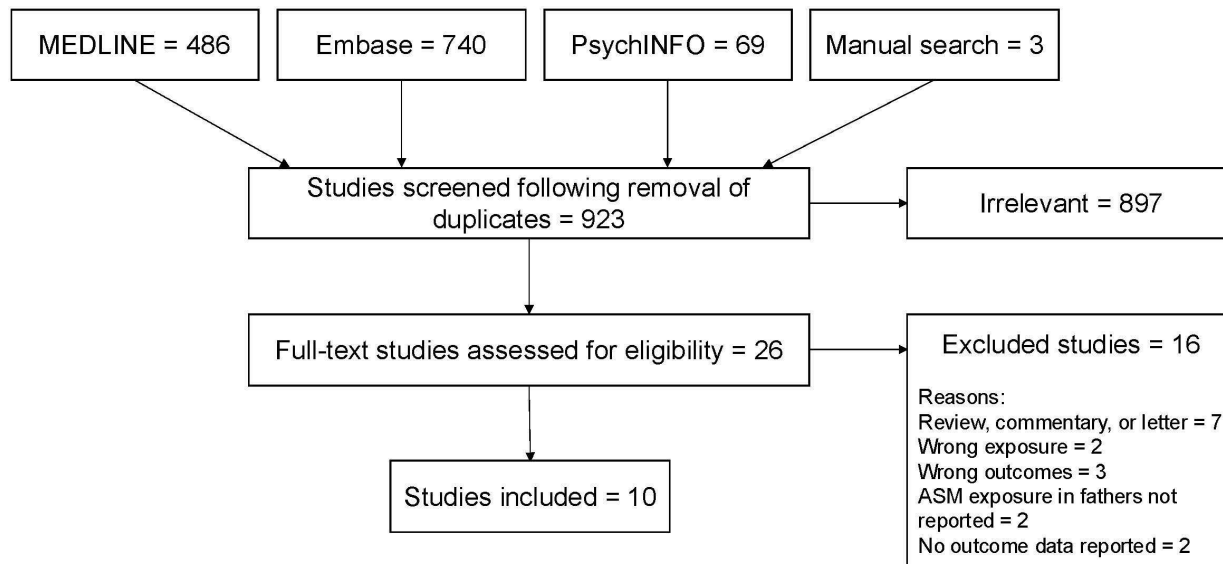 MEDLINE = 486
Embase = 740
PsychINFO = 69
Manual search = 3
Studies screened following removal of
duplicates = 923
Irrelevant = 897
Full-text studies assessed for eligibility = 26
Excluded studies = 16
Reasons:
Review, commentary, or letter = 7
Wrong exposure = 2
Wrong outcomes = 3
ASM exposure in fathers not
reported = 2
No outcome data reported = 2
Studies included = 10